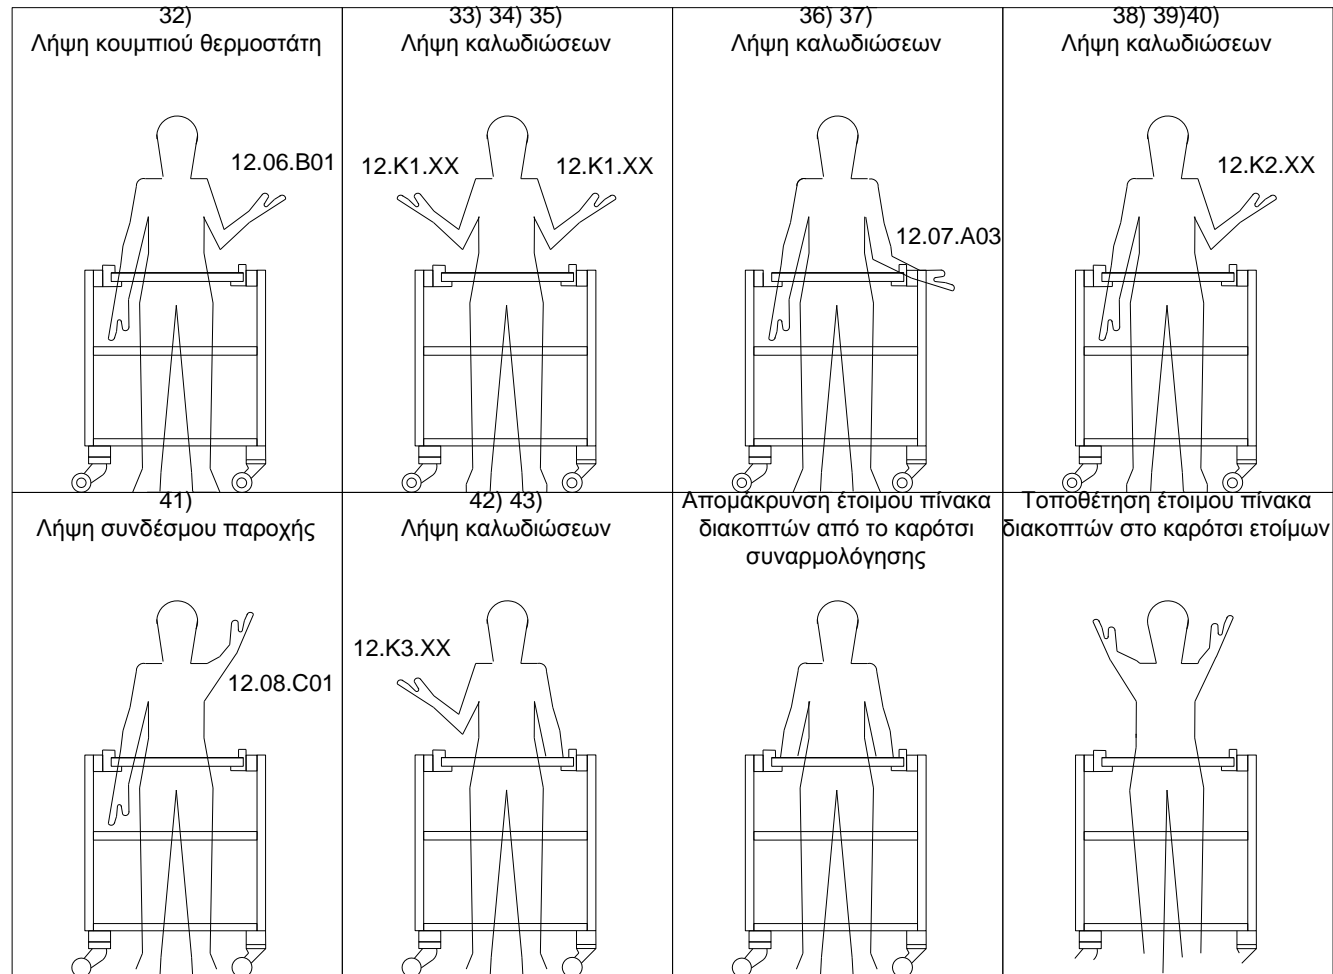 32)
Λήψη κουμπιού θερμοστάτη
12.06.B01
33) 34) 35)
Λήψη καλωδιώσεων
12.K1.XX
12.K1.XX
36) 37)
Λήψη καλωδιώσεων
12.07.A03
38) 39)40)
Λήψη καλωδιώσεων
12.K2.XX
41)
Λήψη συνδέσμου παροχής
12.08.C01
42) 43)
Λήψη καλωδιώσεων
12.K3.XX
Απομάκρυνση έτοιμου πίνακα
διακοπτών από το καρότσι
συναρμολόγησης
Τοποθέτηση έτοιμου πίνακα
διακοπτών στο καρότσι ετοίμων